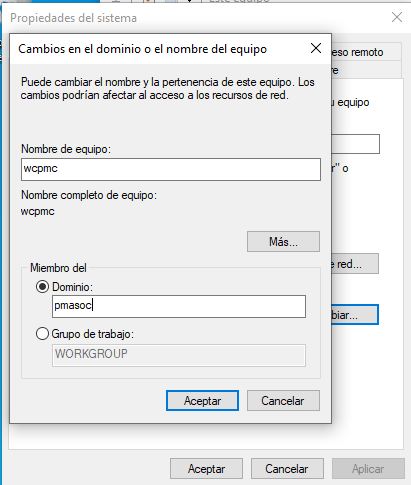 Propiedades del sistema
Cambios en el dominio o el nombre del equipo
Puede cambiar el nombre y la pertenencia de este equipo. Los
cambios podrían afectar al acceso a los recursos de red.
Nombre de equipo:
wcpmc
Nombre completo de equipo:
wcpmc
Más...
Miembro del
Dominio:
pmasoc
Grupo de trabajo:
WORKGROUP
Aceptar
Cancelar
eso remoto
re
u equipo
r" o
e red...
biar...
Aceptar
Cancelar
Aplicar